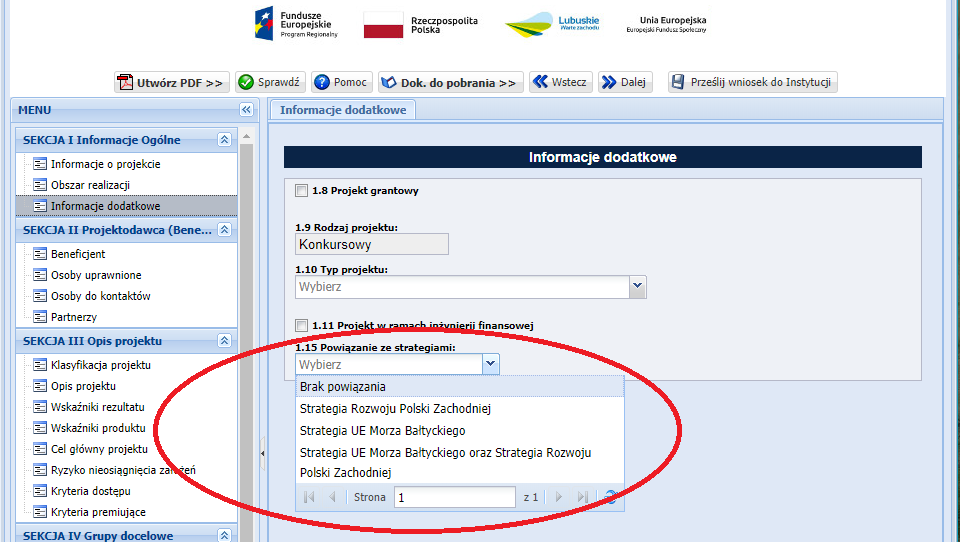 Fundusze
Europejskie
Program Regionalny
Rzeczpospolita
Polska
Lubuskie
Warte zachodu
Unia Europejska
Europejski Fundusz Społeczny
Utwórz PDF >> Sprawdź Pomoc Dok. do pobrania >> Wstecz Dalej Prześlij wniosek do Instytucji
MENU
SEKCJA I Informacje Ogólne
Informacje o projekcie
Obszar realizacji
Informacje dodatkowe
SEKCJA II Projektodawca (Bene...
Beneficjent
Osoby uprawnione
Osoby do kontaktów
Partnerzy
SEKCJA III Opis projektu
Klasyfikacja projektu
Opis projektu
Wskaźniki rezultatu
Wskaźniki produktu
Cel główny projektu
Ryzyko nieosiągnięcia założeń
Kryteria dostępu
Kryteria premiujące
SEKCJA IV Grupy docelowe
Informacje dodatkowe
Informacje dodatkowe
1.8 Projekt grantowy
1.9 Rodzaj projektu:
Konkursowy
1.10 Typ projektu:
Wybierz
1.11 Projekt w ramach inżynierii finansowej
1.15 Powiązanie ze strategiami:
Wybierz
Brak powiązania
Strategia Rozwoju Polski Zachodniej
Strategia UE Morza Bałtyckiego
Strategia UE Morza Bałtyckiego oraz Strategia Rozwoju
Polski Zachodniej
Strona 1 z 1